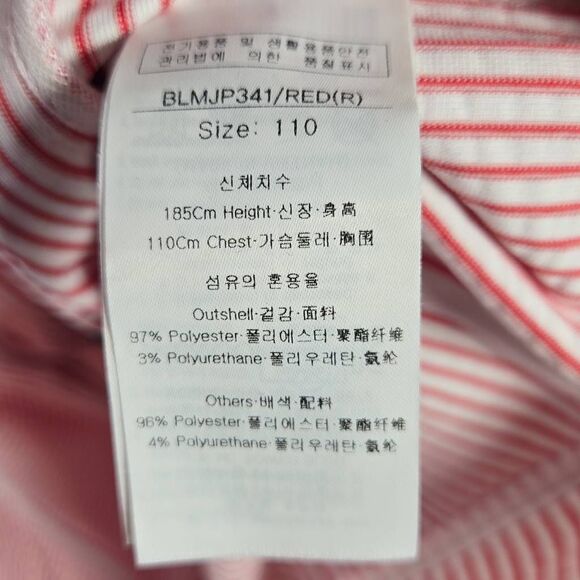 전기용품 및 생활용품안전
관리법에 의한 품질표시
BLMJP341/RED(R)
Size: 110
신체치수
185Cm Height·신장·身高
110Cm Chest·가슴둘레·胸围
섬유의 혼용율
Outshell·겉감·面料
97% Polyester·폴리에스터·聚酯纤维
3% Polyurethane·폴리우레탄·氨纶
Others·배색·配料
96% Polyester·폴리에스터·聚酯纤维
4% Polyurethane·폴리우레탄·氨纶